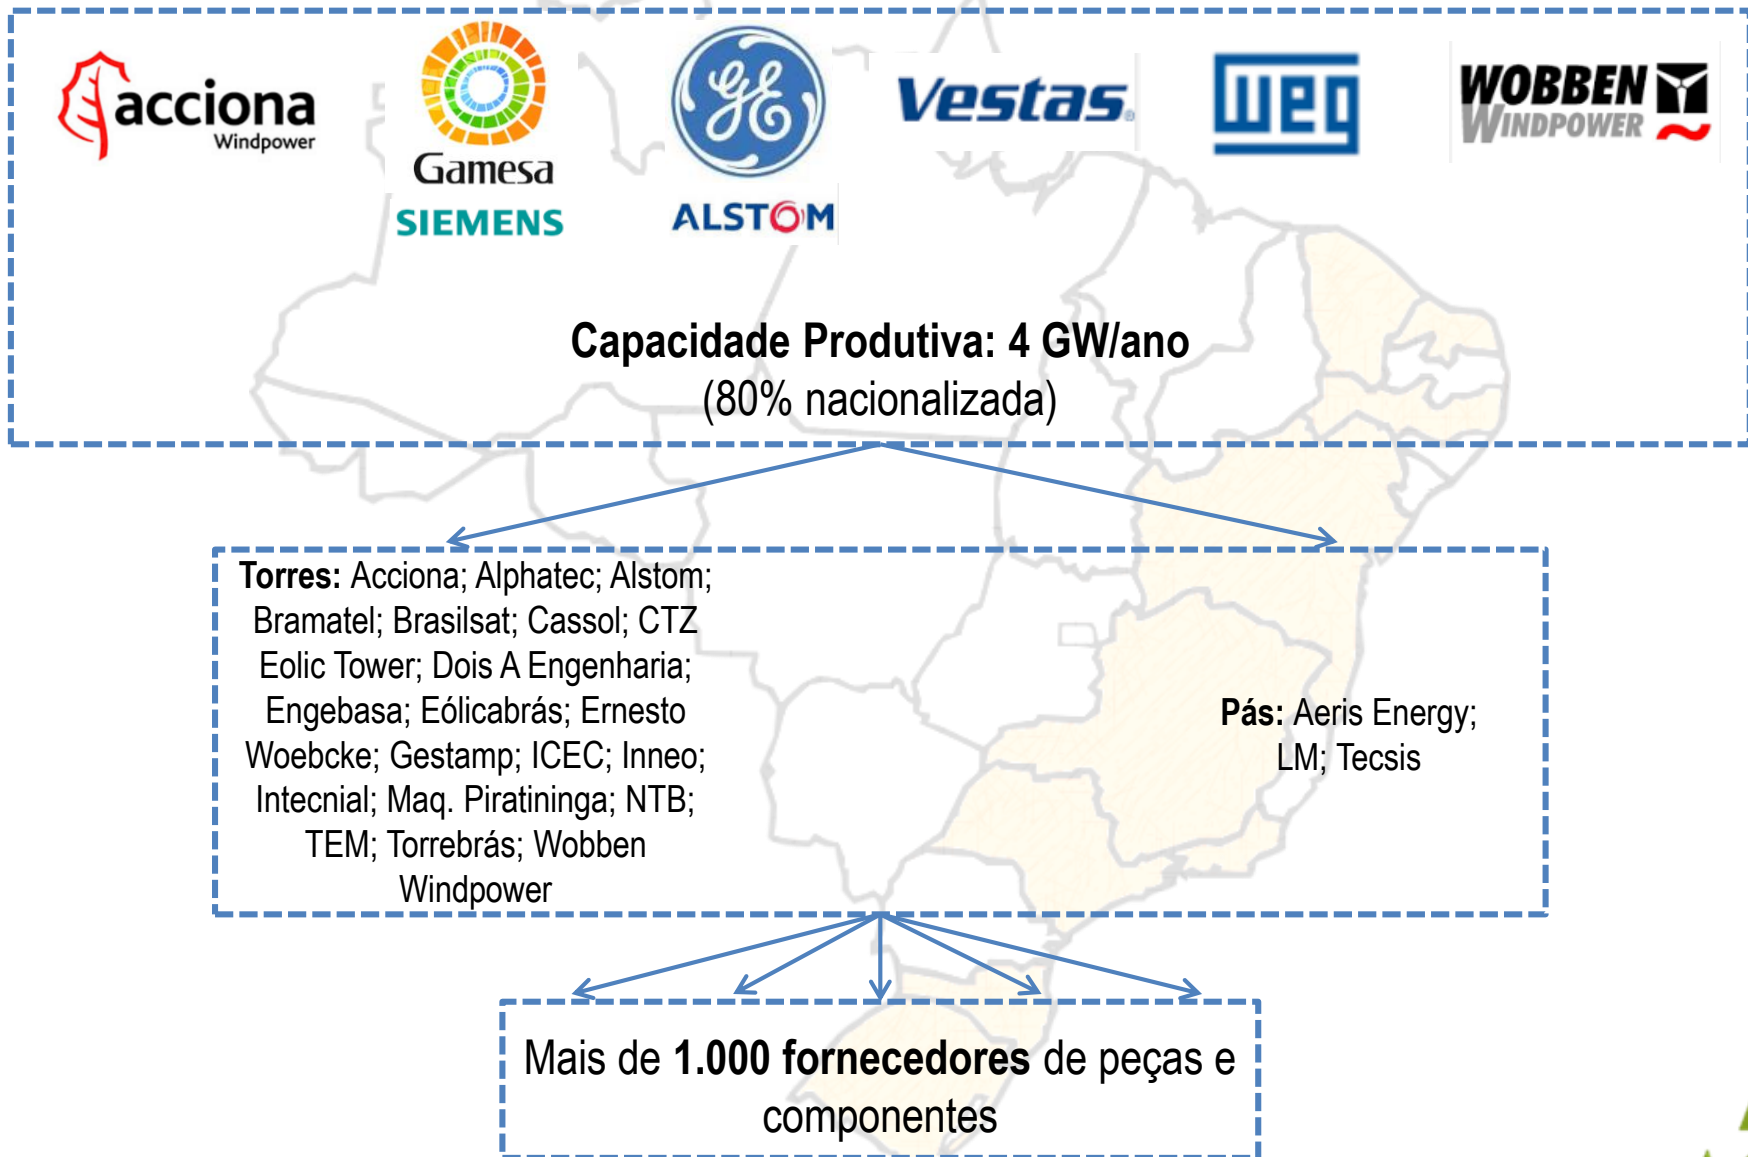 acciona
Windpower
Gamesa
SIEMENS
GE
ALSTOM
Vestas®
WEG
WOBBEN
WINDPOWER
Capacidade Produtiva: 4 GW/ano
(80% nacionalizada)
Torres: Acciona; Alphatec; Alstom;
Bramatel; Brasilsat; Cassol; CTZ
Eolic Tower; Dois A Engenharia;
Engebasa; Eólicabrás; Ernesto
Woebcke; Gestamp; ICEC; Inneo;
Intecnial; Maq. Piratininga; NTB;
TEM; Torrebrás; Wobben
Windpower
Pás: Aeris Energy;
LM; Tecsis
Mais de 1.000 fornecedores de peças e
componentes